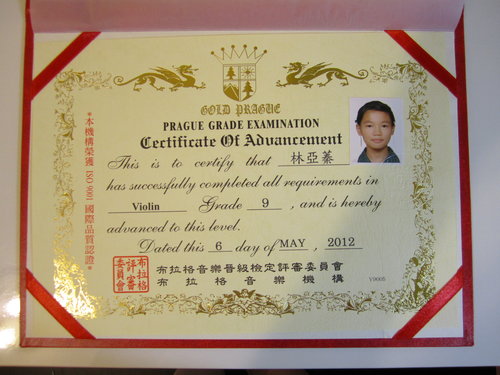 GOLD PRAGUE
PRAGUE GRADE EXAMINATION
Certificate Of Advancement
This is to certify that 林亞蓁
has successfully completed all requirements in
Violin Grade 9 , and is hereby
advanced to this level.
Dated this 6 day of MAY , 2012
布拉格音樂晉級檢定評審委員會
布拉格音樂機構
V9605
布拉格
評審
委員會
*本機構榮獲 ISO 9001 國際品質認證*